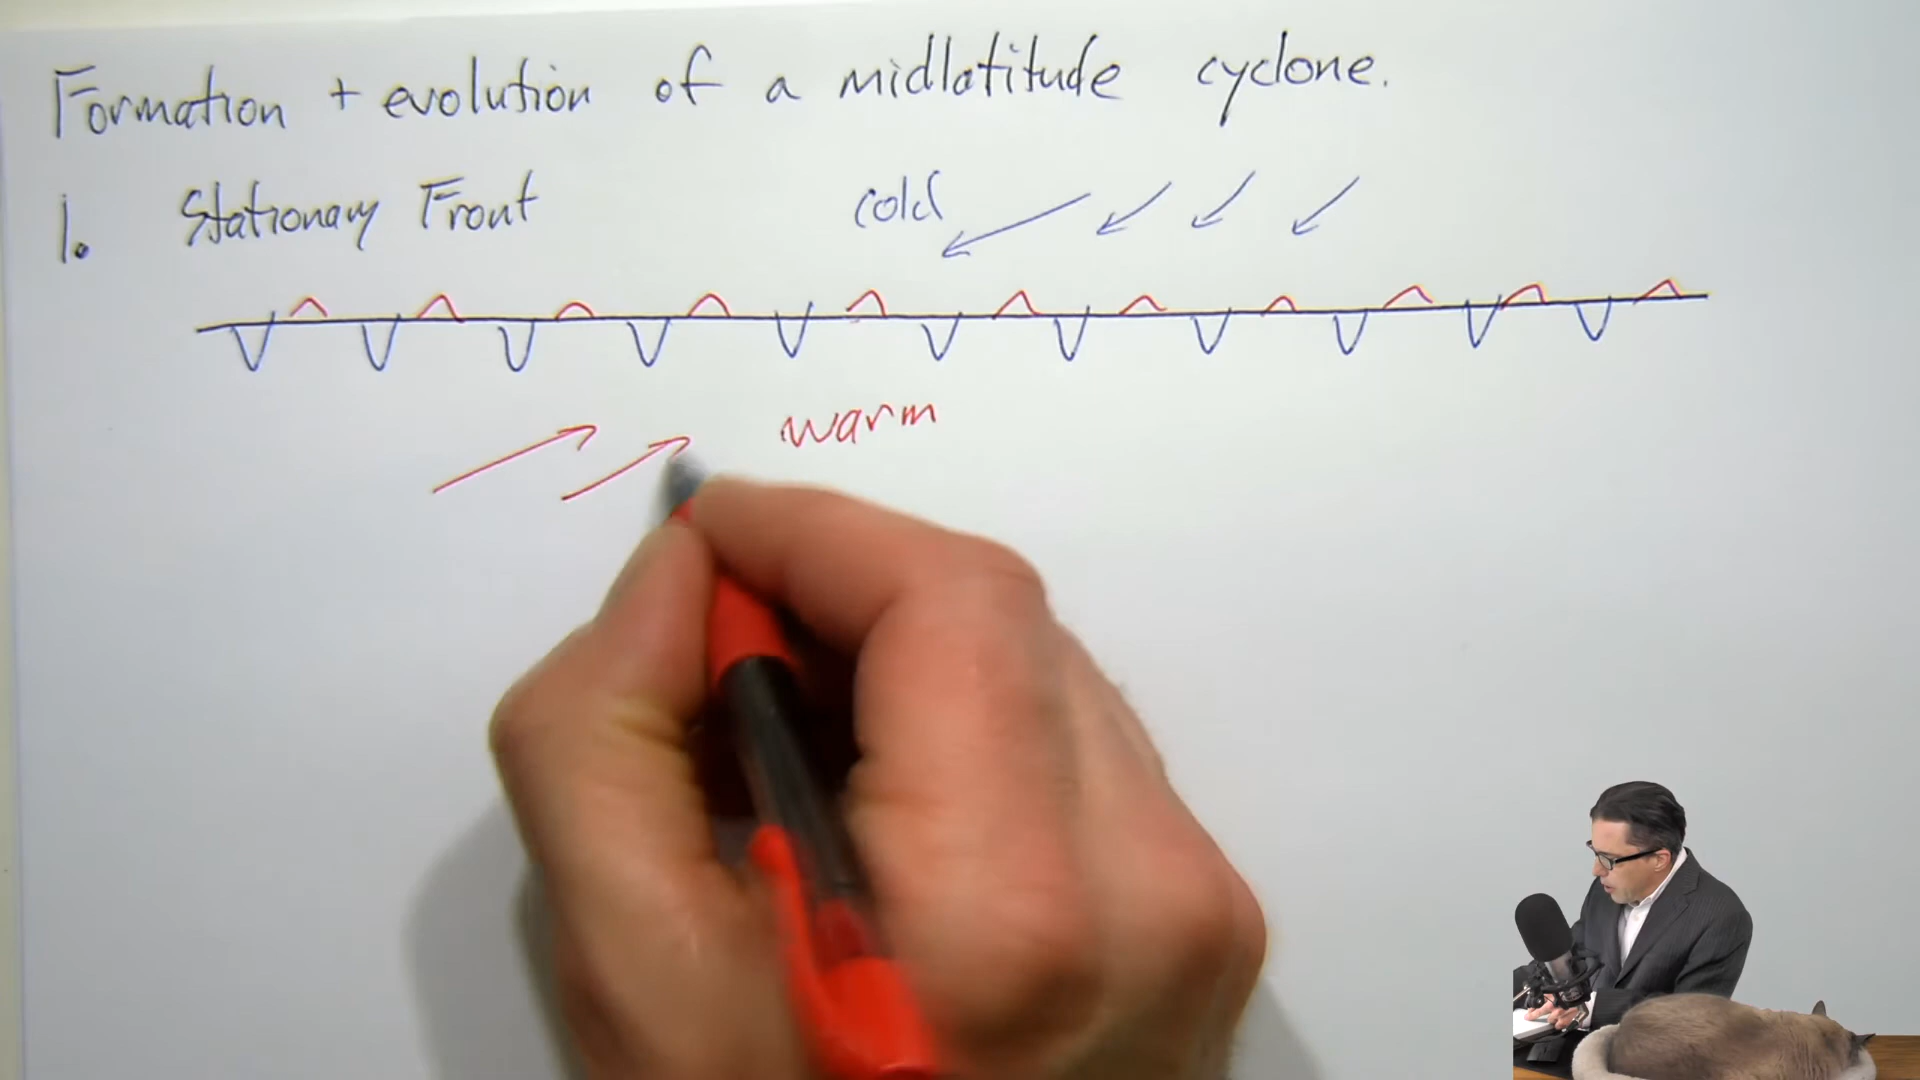 Formation + evolution of a midlatitude cyclone.
1. Stationary Front
cold
warm